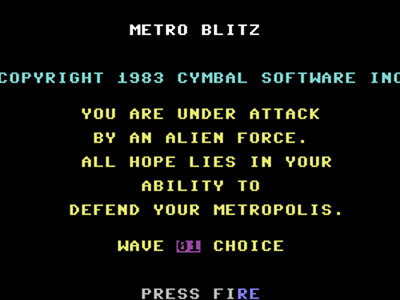 METRO BLITZ
COPYRIGHT 1983 CYMBAL SOFTWARE INC
YOU ARE UNDER ATTACK
BY AN ALIEN FORCE.
ALL HOPE LIES IN YOUR
ABILITY TO
DEFEND YOUR METROPOLIS.
WAVE 01 CHOICE
PRESS FIRE